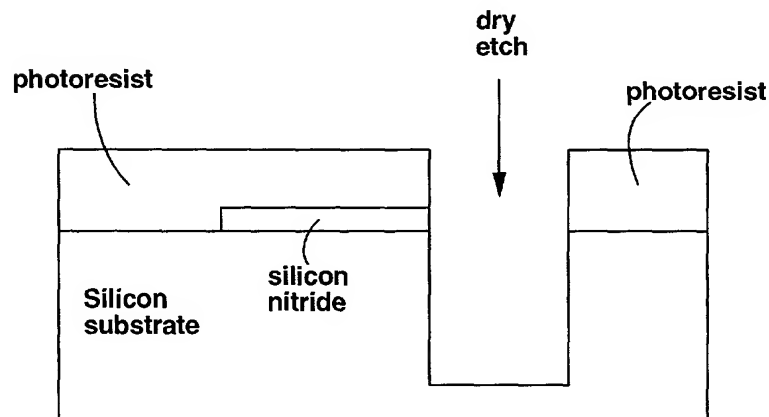 dry
etch
photoresist
photoresist
silicon
nitride
Silicon
substrate